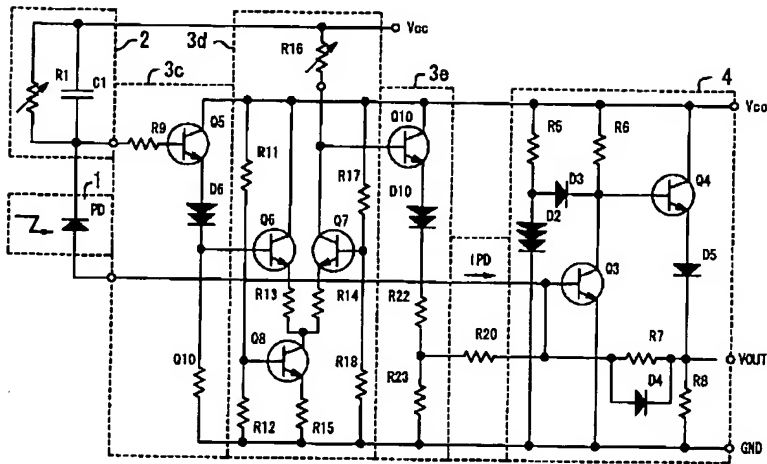 2
3d
R16
Vcc
3e
4
R1
C1
3c
R9
Q5
Q10
R5
R6
Vco
R11
R17
D3
Q4
1
D6
D10
D2
PD
Q6
Q7
IPD
Q3
D5
R13
R14
R22
R20
R7
VOUT
Q8
Q10
R18
R23
D4
R8
R12
R15
GND